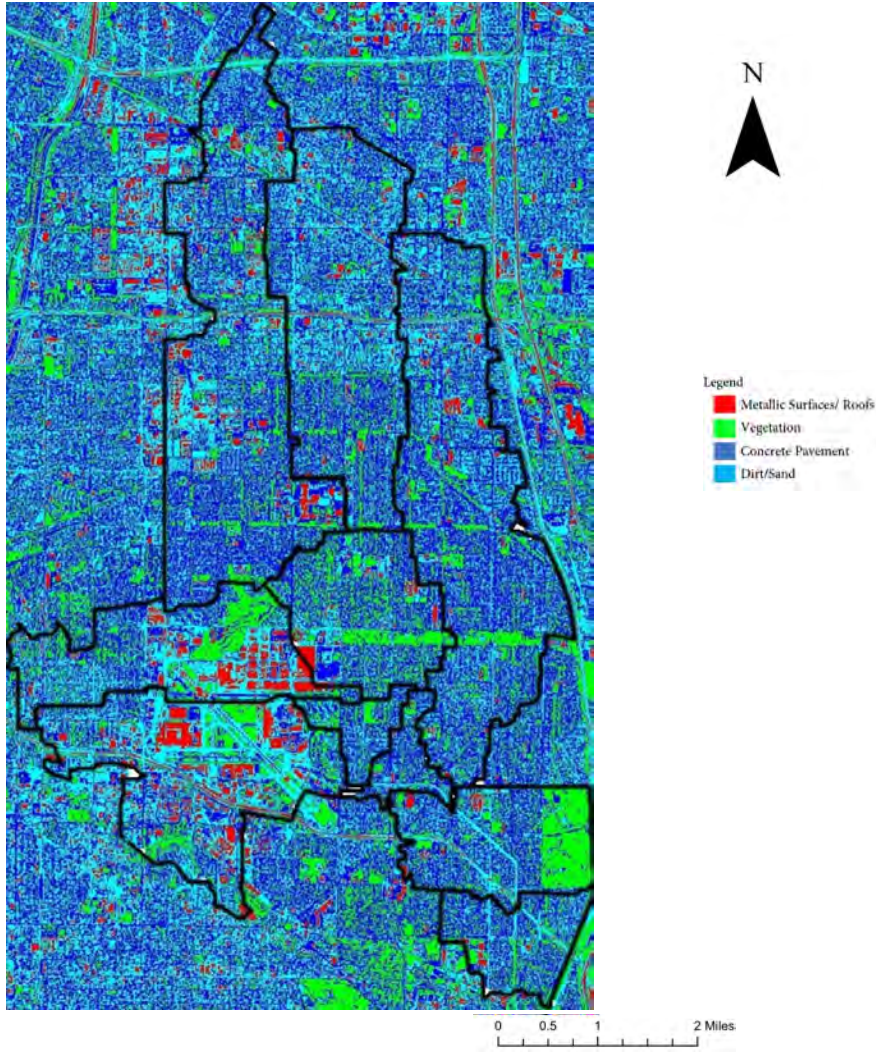 N
Legend
Metallic Surfaces/ Roofs
Vegetation
Concrete Pavement
Dirt/Sand
0 0.5 1 2 Miles